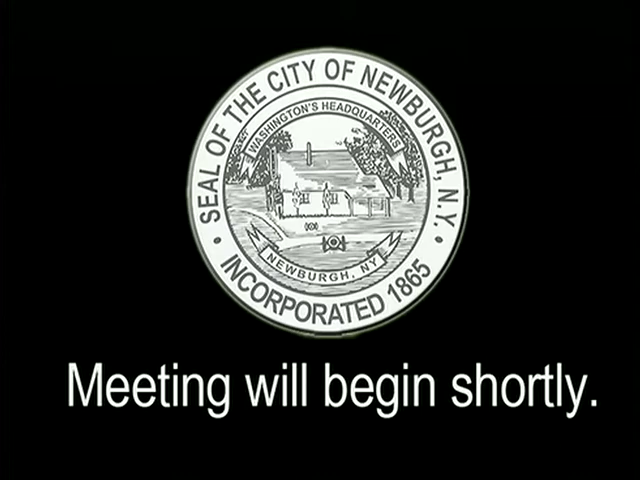 SEAL OF THE CITY OF NEWBURGH, N.Y.
WASHINGTON'S HEADQUARTERS
NEWBURGH, NY
• INCORPORATED 1865 •
Meeting will begin shortly.